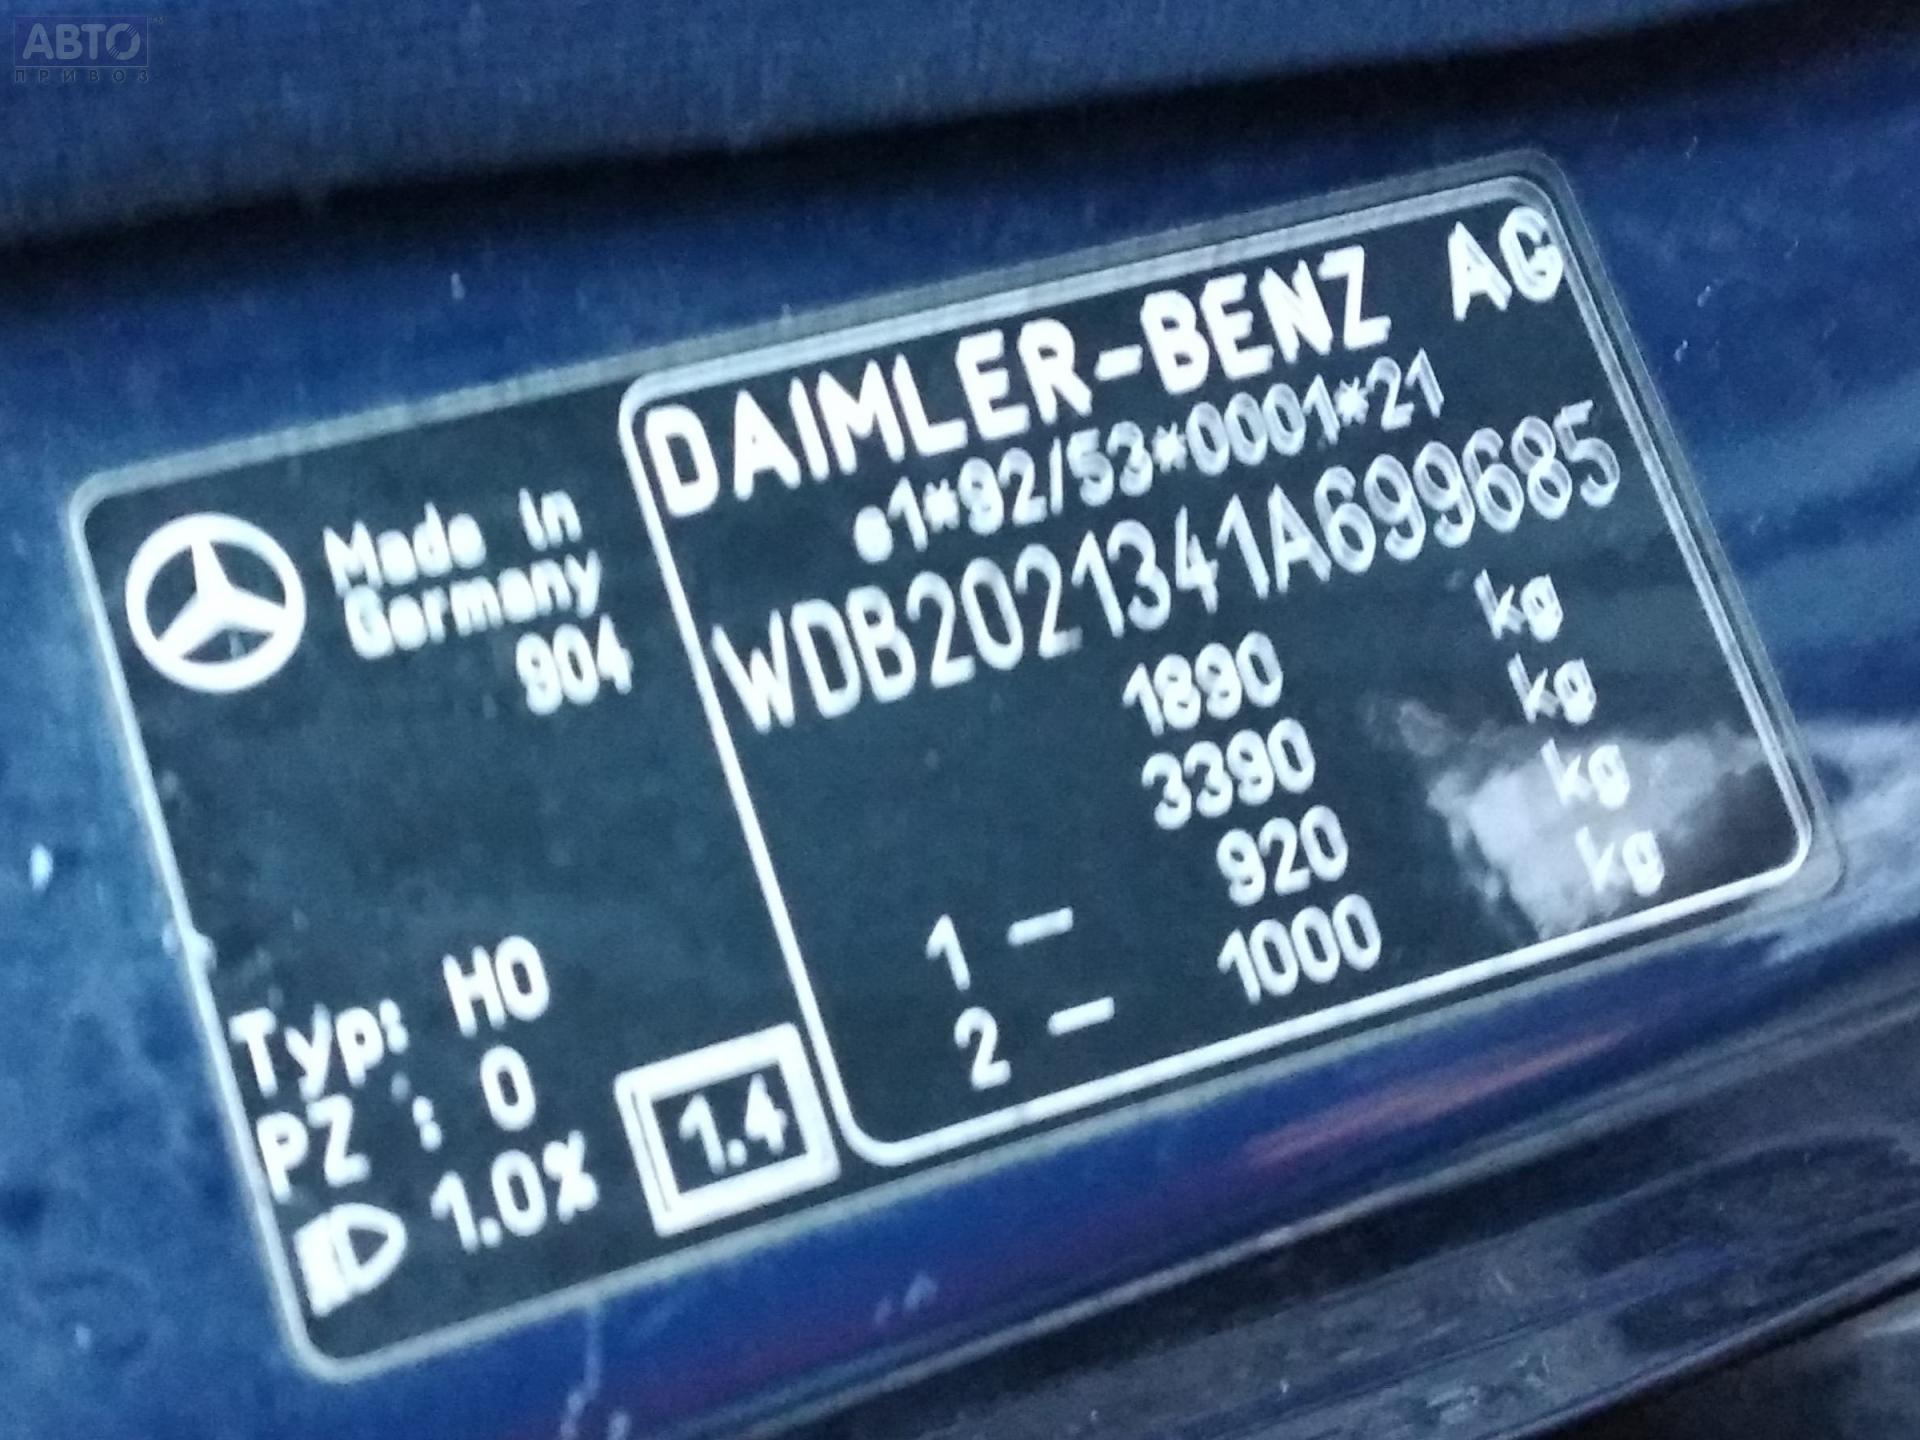 АВТО
ПРИВОЗ
Made in
Germany
904
Typ: HO
PZ : 0
1.0%
1.4
DAIMLER-BENZ AG
e1*92/53*0001*21
WDB2021341A699685
1890 kg
3390 kg
1 - 920 kg
2 - 1000 kg